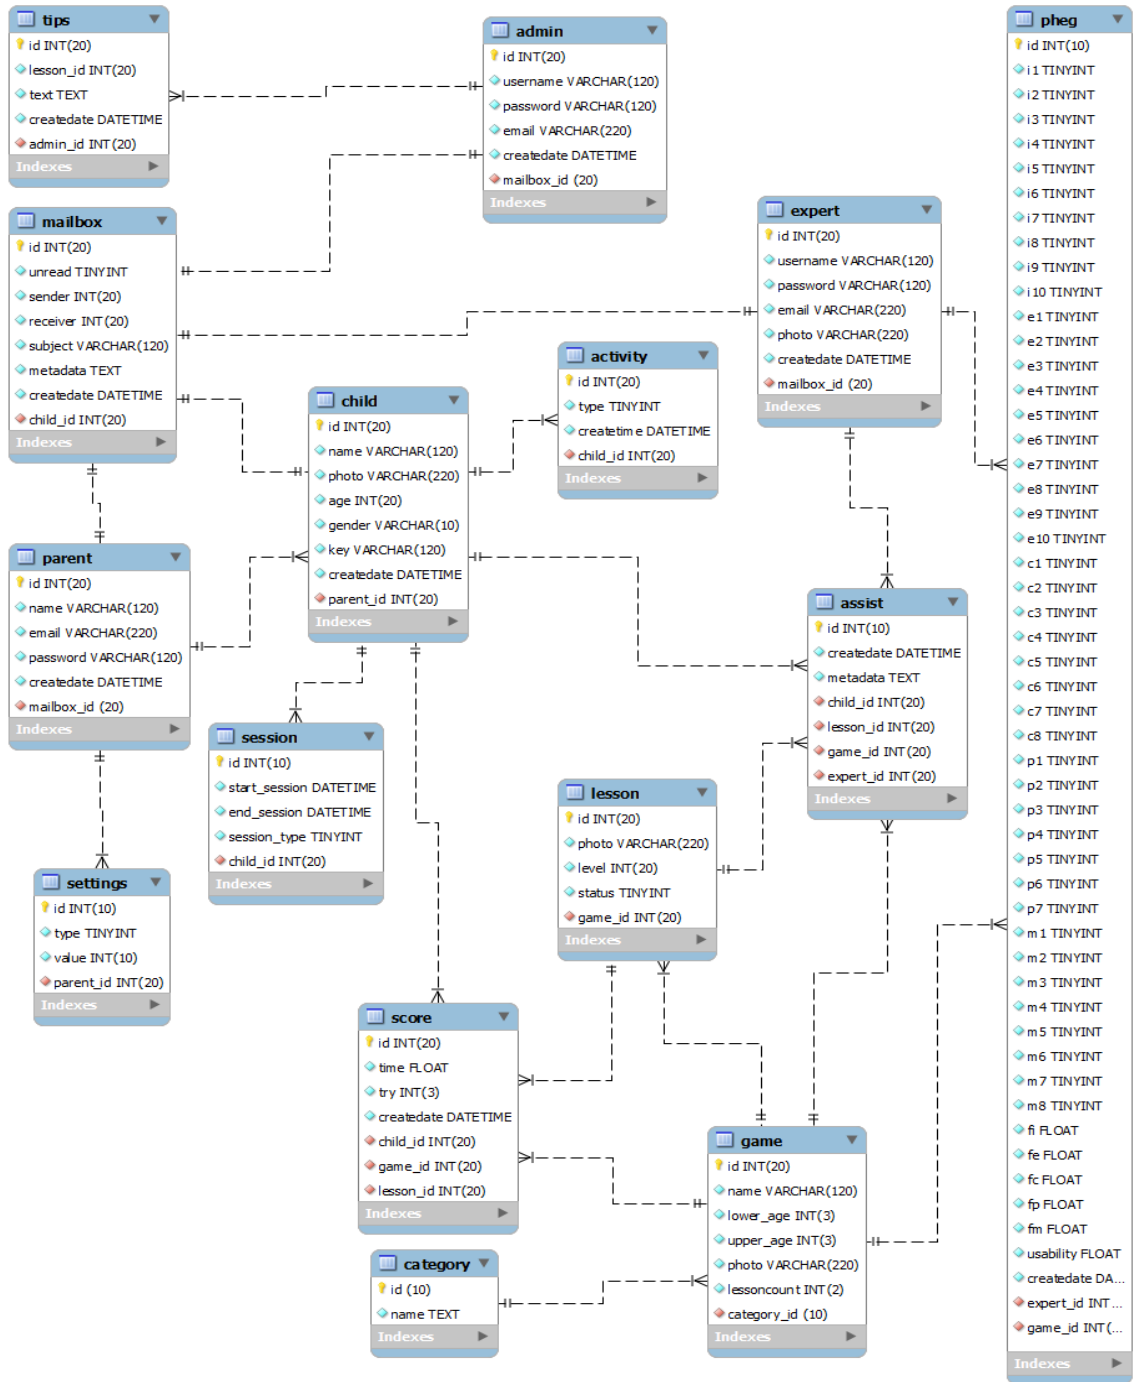 tips
id INT(20)
lesson_id INT(20)
text TEXT
createdate DATETIME
admin_id INT(20)
Indexes
admin
id INT(20)
username VARCHAR(120)
password VARCHAR(120)
email VARCHAR(220)
createdate DATETIME
mailbox_id (20)
Indexes
mailbox
id INT(20)
unread TINYINT
sender INT(20)
receiver INT(20)
subject VARCHAR(120)
metadata TEXT
createdate DATETIME
child_id INT(20)
Indexes
expert
id INT(20)
username VARCHAR(120)
password VARCHAR(120)
email VARCHAR(220)
photo VARCHAR(220)
createdate DATETIME
mailbox_id (20)
Indexes
activity
id INT(20)
type TINYINT
createtime DATETIME
child_id INT(20)
Indexes
child
id INT(20)
name VARCHAR(120)
photo VARCHAR(220)
age INT(20)
gender VARCHAR(10)
key VARCHAR(120)
createdate DATETIME
parent_id INT(20)
Indexes
parent
id INT(20)
name VARCHAR(120)
email VARCHAR(220)
password VARCHAR(120)
createdate DATETIME
mailbox_id (20)
Indexes
assist
id INT(10)
createdate DATETIME
metadata TEXT
child_id INT(20)
lesson_id INT(20)
game_id INT(20)
expert_id INT(20)
Indexes
session
id INT(10)
start_session DATETIME
end_session DATETIME
session_type TINYINT
child_id INT(20)
Indexes
lesson
id INT(20)
photo VARCHAR(220)
level INT(20)
status TINYINT
game_id INT(20)
Indexes
settings
id INT(10)
type TINYINT
value INT(10)
parent_id INT(20)
Indexes
score
id INT(20)
time FLOAT
try INT(3)
createdate DATETIME
child_id INT(20)
game_id INT(20)
lesson_id INT(20)
Indexes
game
id INT(20)
name VARCHAR(120)
lower_age INT(3)
upper_age INT(3)
photo VARCHAR(220)
lessoncount INT(2)
category_id (10)
Indexes
category
id (10)
name TEXT
Indexes
pheg
id INT(10)
i1 TINYINT
i2 TINYINT
i3 TINYINT
i4 TINYINT
i5 TINYINT
i6 TINYINT
i7 TINYINT
i8 TINYINT
i9 TINYINT
i10 TINYINT
e1 TINYINT
e2 TINYINT
e3 TINYINT
e4 TINYINT
e5 TINYINT
e6 TINYINT
e7 TINYINT
e8 TINYINT
e9 TINYINT
e10 TINYINT
c1 TINYINT
c2 TINYINT
c3 TINYINT
c4 TINYINT
c5 TINYINT
c6 TINYINT
c7 TINYINT
c8 TINYINT
p1 TINYINT
p2 TINYINT
p3 TINYINT
p4 TINYINT
p5 TINYINT
p6 TINYINT
p7 TINYINT
m1 TINYINT
m2 TINYINT
m3 TINYINT
m4 TINYINT
m5 TINYINT
m6 TINYINT
m7 TINYINT
m8 TINYINT
fi FLOAT
fe FLOAT
fc FLOAT
fp FLOAT
fm FLOAT
usability FLOAT
createdate DA...
expert_id INT...
game_id INT(...
Indexes